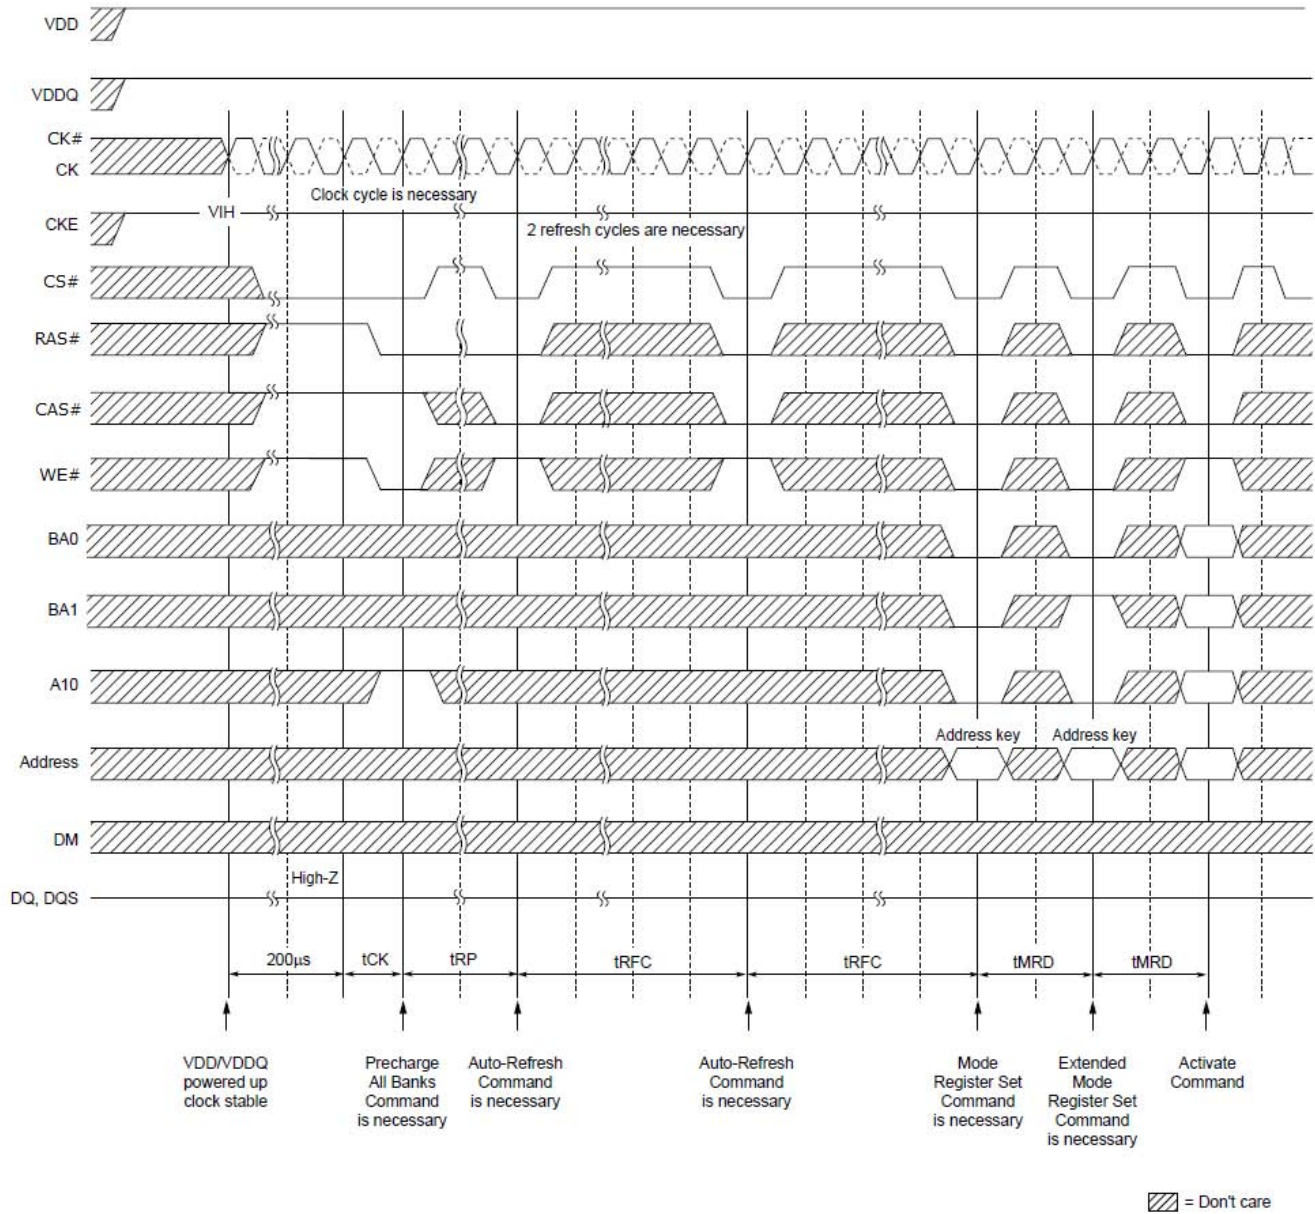 VDD
VDDQ
CK#
CK
Clock cycle is necessary
VIH
CKE
2 refresh cycles are necessary
CS#
RAS#
CAS#
WE#
BA0
BA1
A10
Address key
Address key
Address
DM
High-Z
DQ, DQS
200μs
tCK
tRP
tRFC
tRFC
tMRD
tMRD
VDD/VDDQ
powered up
clock stable
Precharge
All Banks
Command
is necessary
Auto-Refresh
Command
is necessary
Auto-Refresh
Command
is necessary
Mode
Register Set
Command
is necessary
Extended
Mode
Register Set
Command
is necessary
Activate
Command
= Don't care